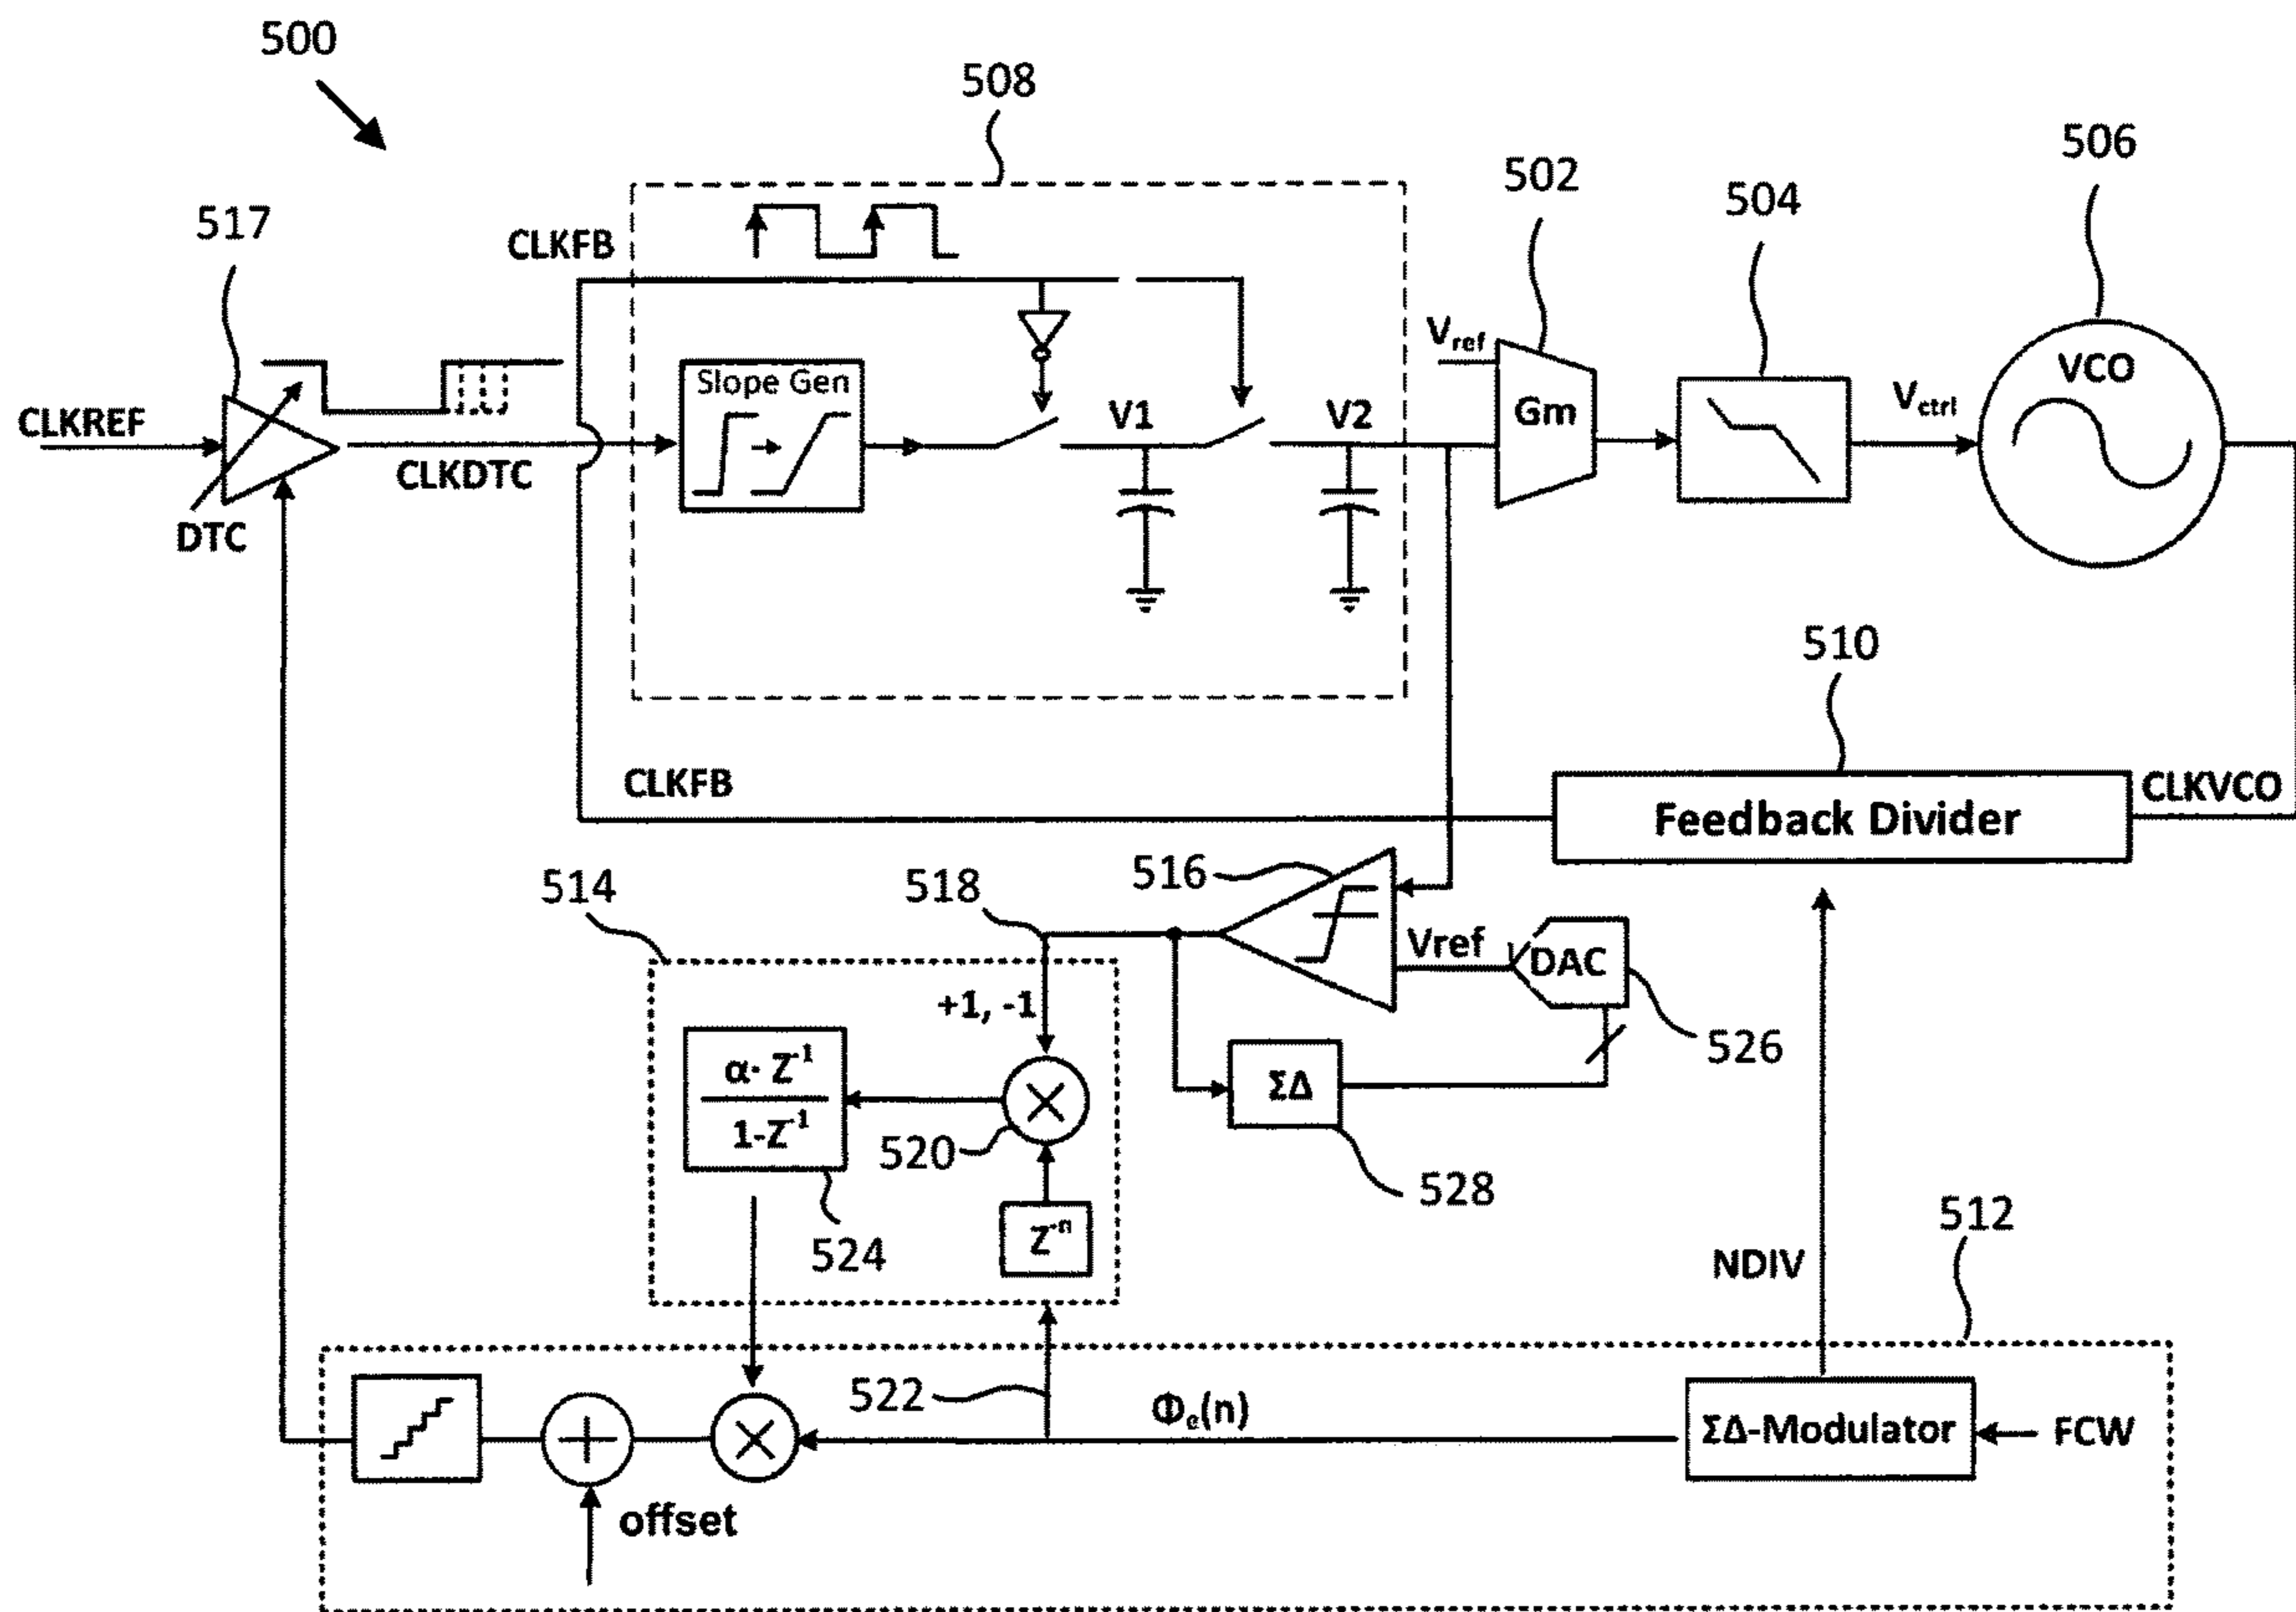 500
508
506
502
504
517
CLKFB
Vref
VCO
Slope Gen
V1
V2
Gm
Vctrl
CLKREF
CLKDTC
DTC
510
CLKFB
CLKVCO
Feedback Divider
516
518
514
Vref
DAC
+1, -1
526
α· Z⁻¹
1-Z⁻¹
ΣΔ
520
528
Z⁻ⁿ
524
512
NDIV
522
Φe(n)
ΣΔ-Modulator
FCW
offset